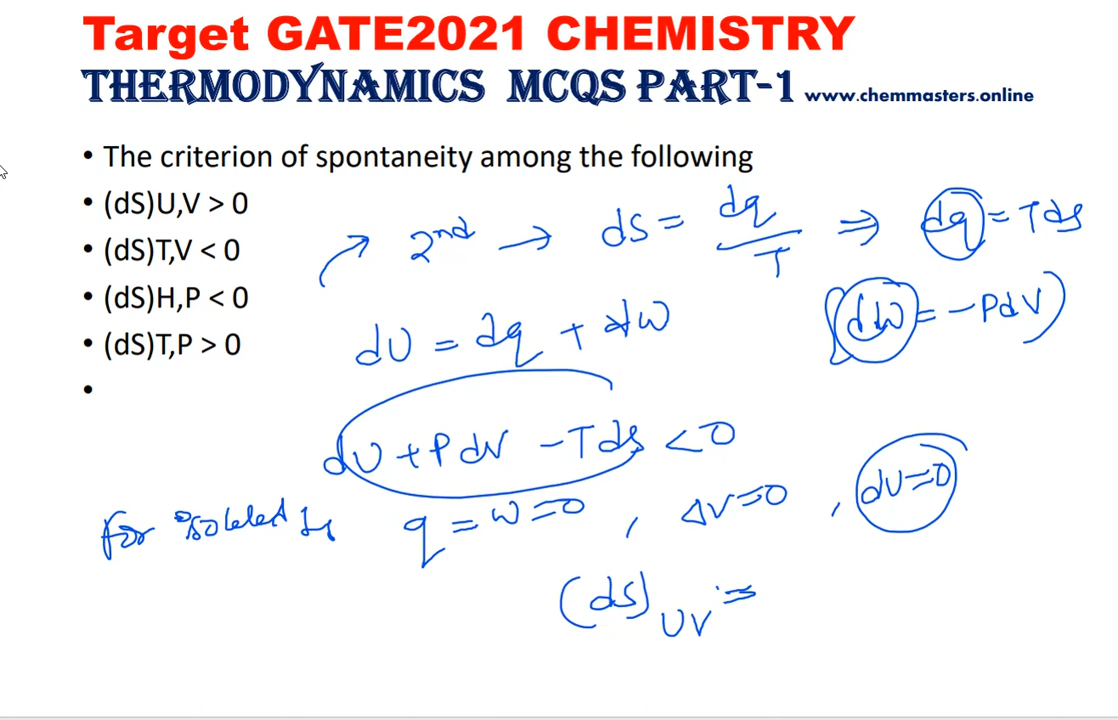 Target GATE2021 CHEMISTRY
THERMODYNAMICS MCQS PART-1 www.chemmasters.online
• The criterion of spontaneity among the following
• (dS)U,V > 0
• (dS)T,V < 0
• (dS)H,P < 0
• (dS)T,P > 0
•
2nd → dS = dq/T ⇒ dq = Tds
dU = dq + dW (dW = -PdV)
dU + PdV - Tds < 0
For isolated q = w = 0, ΔV=0, dU=0
(dS)UV =